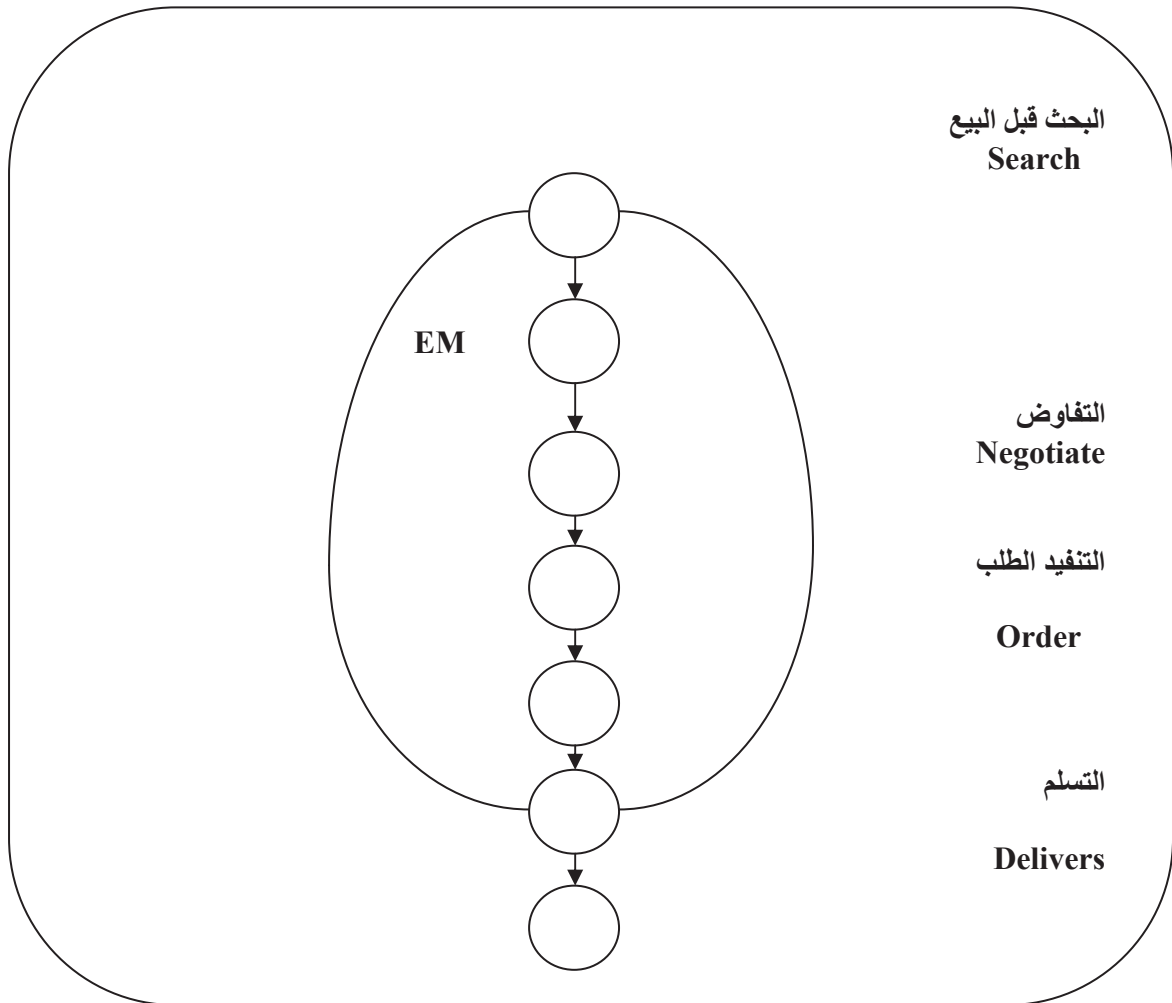 البحث قبل البيع
Search
EM
التفاوض
Negotiate
التنفيد الطلب
Order
التسلم
Delivers